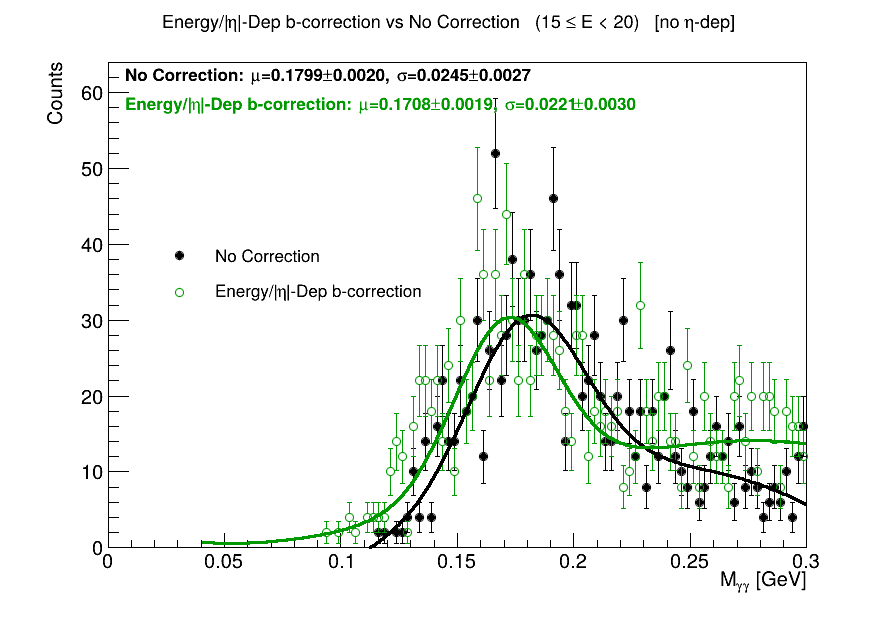 Energy/|η|-Dep b-correction vs No Correction (15 ≤ E < 20) [no η-dep]
No Correction: μ=0.1799±0.0020, σ=0.0245±0.0027
Energy/|η|-Dep b-correction: μ=0.1708±0.0019, σ=0.0221±0.0030
Counts
60
50
40
30
20
10
0
No Correction
Energy/|η|-Dep b-correction
0 0.05 0.1 0.15 0.2 0.25 0.3
Mγγ [GeV]